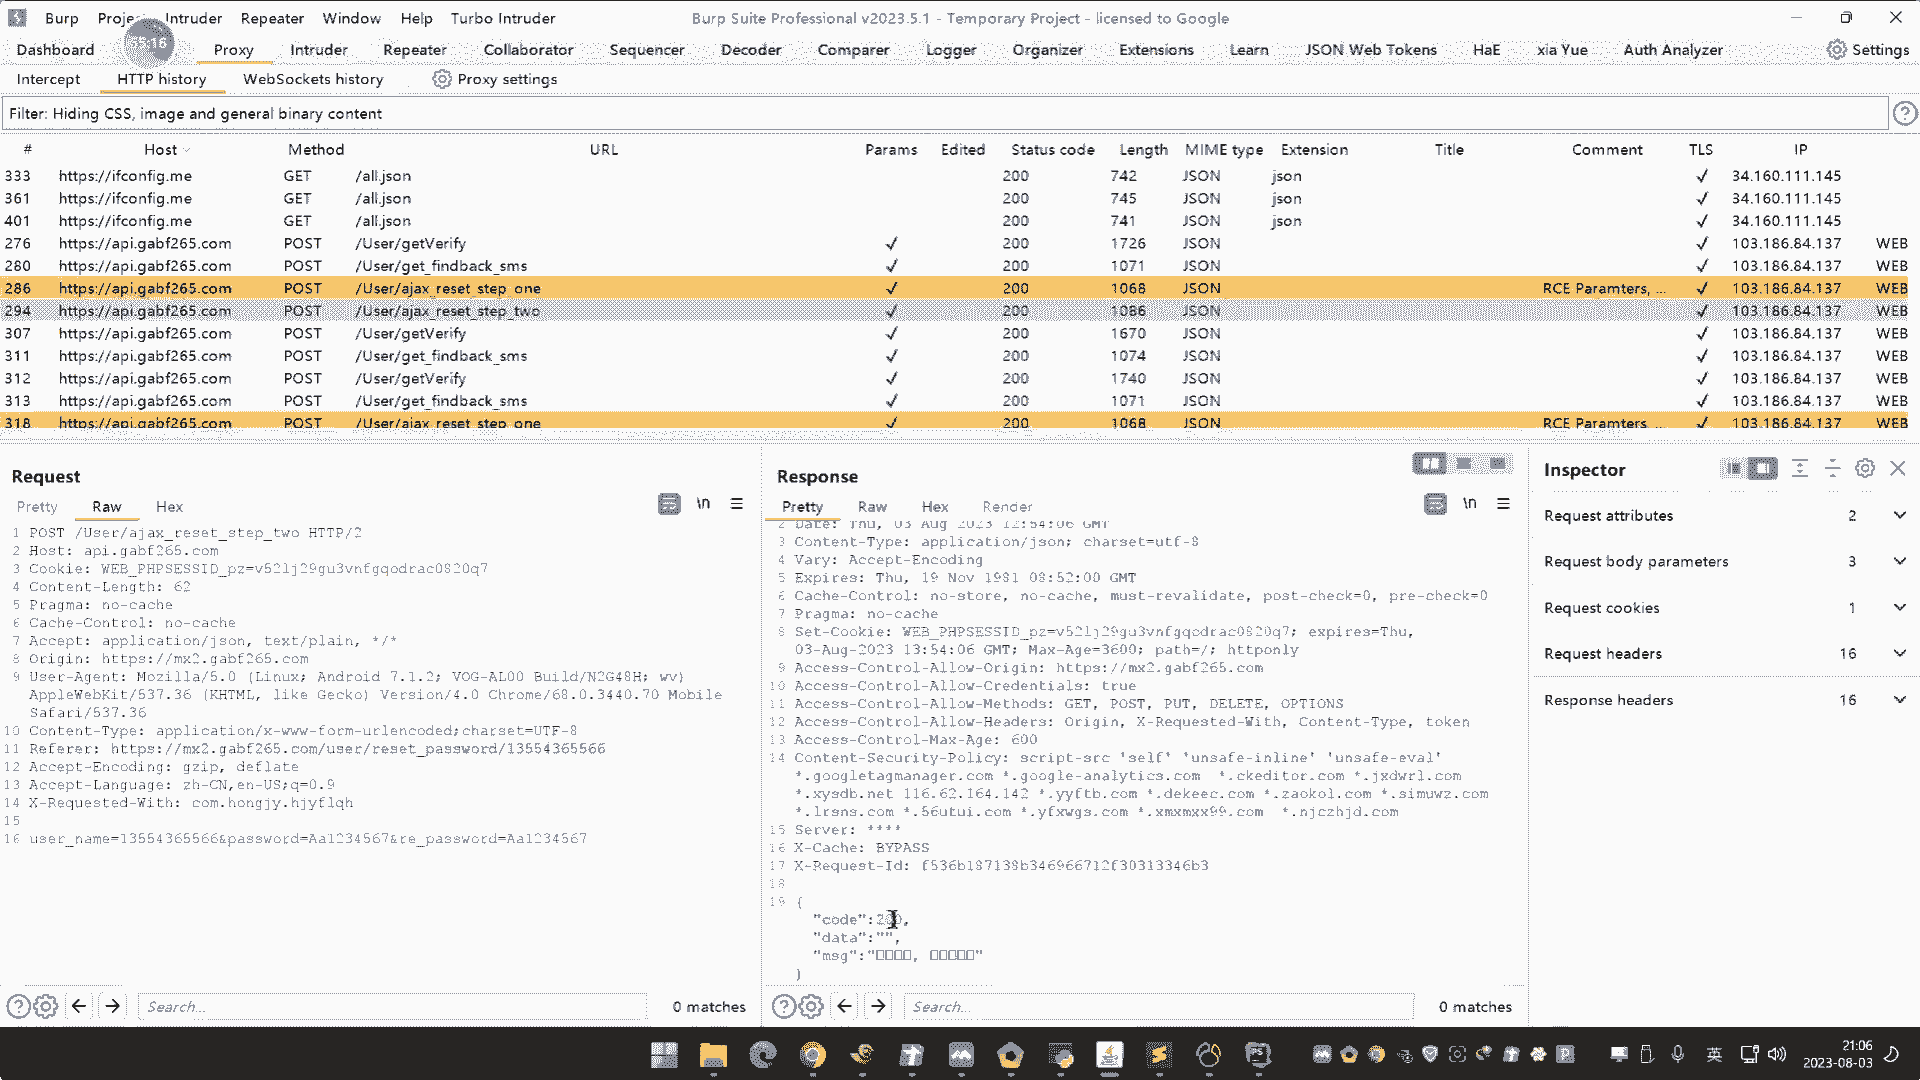 Burp Project Intruder Repeater Window Help Turbo Intruder Burp Suite Professional v2023.5.1 - Temporary Project - licensed to Google
Dashboard Proxy Intruder Repeater Collaborator Sequencer Decoder Comparer Logger Organizer Extensions Learn JSON Web Tokens HaE xia Yue Auth Analyzer Settings
Intercept HTTP history WebSockets history Proxy settings
Filter: Hiding CSS, image and general binary content
# Host Method URL Params Edited Status code Length MIME type Extension Title Comment TLS IP
333 https://ifconfig.me GET /all.json 200 742 JSON json ✓ 34.160.111.145
361 https://ifconfig.me GET /all.json 200 745 JSON json ✓ 34.160.111.145
401 https://ifconfig.me GET /all.json 200 741 JSON json ✓ 34.160.111.145
276 https://api.gabf265.com POST /User/getVerify ✓ 200 1726 JSON ✓ 103.186.84.137 WEB
280 https://api.gabf265.com POST /User/get_findback_sms ✓ 200 1071 JSON ✓ 103.186.84.137 WEB
286 https://api.gabf265.com POST /User/ajax_reset_step_one ✓ 200 1068 JSON RCE Paramters, ... ✓ 103.186.84.137 WEB
294 https://api.gabf265.com POST /User/ajax_reset_step_two ✓ 200 1086 JSON ✓ 103.186.84.137 WEB
307 https://api.gabf265.com POST /User/getVerify ✓ 200 1670 JSON ✓ 103.186.84.137 WEB
311 https://api.gabf265.com POST /User/get_findback_sms ✓ 200 1074 JSON ✓ 103.186.84.137 WEB
312 https://api.gabf265.com POST /User/getVerify ✓ 200 1740 JSON ✓ 103.186.84.137 WEB
313 https://api.gabf265.com POST /User/get_findback_sms ✓ 200 1071 JSON ✓ 103.186.84.137 WEB
318 https://api.gabf265.com POST /User/ajax_reset_step_one ✓ 200 1068 JSON RCE Paramters, ... ✓ 103.186.84.137 WEB
Request
Pretty Raw Hex \n
1 POST /User/ajax_reset_step_two HTTP/2
2 Host: api.gabf265.com
3 Cookie: WEB_PHPSESSID_pz=v521j29gu3vnfgqodrac0820q7
4 Content-Length: 62
5 Pragma: no-cache
6 Cache-Control: no-cache
7 Accept: application/json, text/plain, */*
8 Origin: https://mx2.gabf265.com
9 User-Agent: Mozilla/5.0 (Linux; Android 7.1.2; VOG-AL00 Build/N2G48H; wv)
AppleWebKit/537.36 (KHTML, like Gecko) Version/4.0 Chrome/68.0.3440.70 Mobile
Safari/537.36
10 Content-Type: application/x-www-form-urlencoded;charset=UTF-8
11 Referer: https://mx2.gabf265.com/user/reset_password/13554365566
12 Accept-Encoding: gzip, deflate
13 Accept-Language: zh-CN,en-US;q=0.9
14 X-Requested-With: com.hongjy.hjyflqh
15
16 user_name=13554365566&password=Aa1234567&re_password=Aa1234567
Search... 0 matches
Response
Pretty Raw Hex Render \n
2 Date: Thu, 03 Aug 2023 12:54:06 GMT
3 Content-Type: application/json; charset=utf-8
4 Vary: Accept-Encoding
5 Expires: Thu, 19 Nov 1981 08:52:00 GMT
6 Cache-Control: no-store, no-cache, must-revalidate, post-check=0, pre-check=0
7 Pragma: no-cache
8 Set-Cookie: WEB_PHPSESSID_pz=v521j29gu3vnfgqodrac0820q7; expires=Thu,
03-Aug-2023 13:54:06 GMT; Max-Age=3600; path=/; httponly
9 Access-Control-Allow-Origin: https://mx2.gabf265.com
10 Access-Control-Allow-Credentials: true
11 Access-Control-Allow-Methods: GET, POST, PUT, DELETE, OPTIONS
12 Access-Control-Allow-Headers: Origin, X-Requested-With, Content-Type, token
13 Access-Control-Max-Age: 600
14 Content-Security-Policy: script-src 'self' 'unsafe-inline' 'unsafe-eval'
*.googletagmanager.com *.google-analytics.com *.ckeditor.com *.jxdwrl.com
*.xysdb.net 116.62.164.142 *.yyftb.com *.dekeec.com *.zaokol.com *.simuwz.com
*.lrsns.com *.56utui.com *.yfxwgs.com *.xmxmxx99.com *.njczhjd.com
15 Server: ****
16 X-Cache: BYPASS
17 X-Request-Id: f536b187138b346966712f30313346b3
18
19 {
"code":
"data":"",
"msg":"□□□□, □□□□□"
}
Search... 0 matches
Inspector
Request attributes 2
Request body parameters 3
Request cookies 1
Request headers 16
Response headers 16
英 21:06
2023-08-03